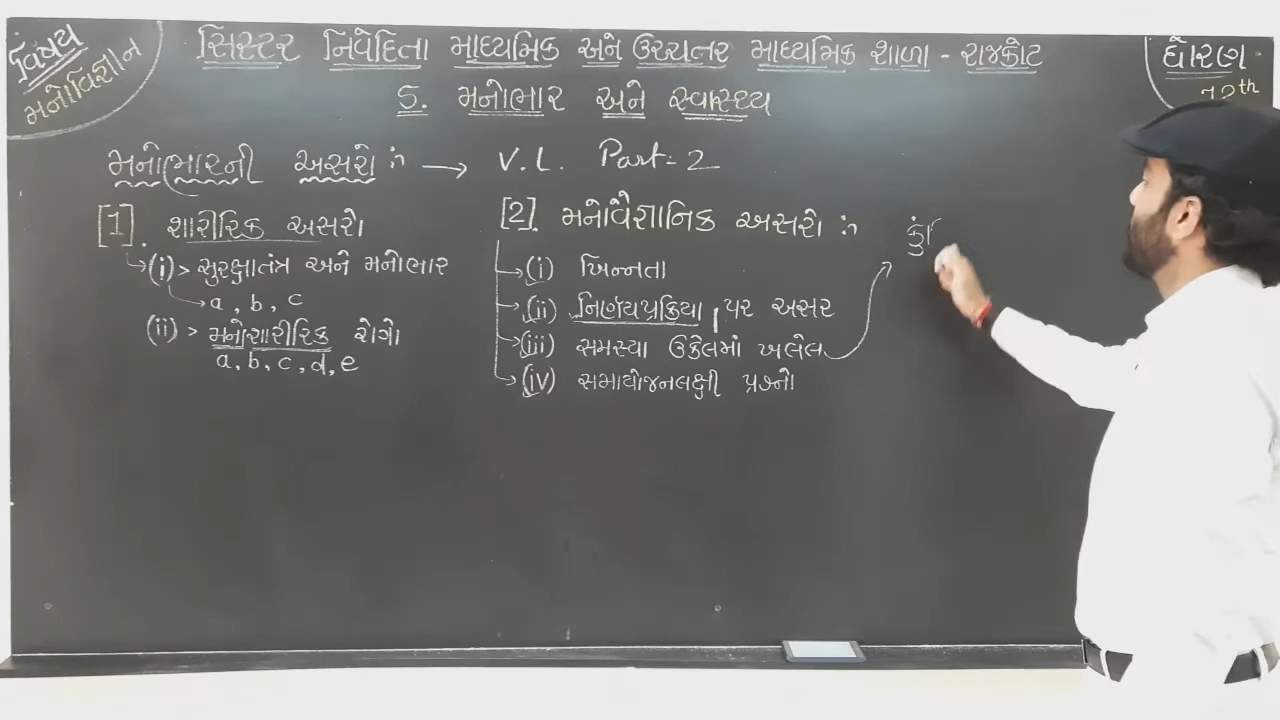 વિષય
મનોવિજ્ઞાન
સિસ્ટર નિવેદિતા માધ્યમિક અને ઉચ્ચતર માધ્યમિક શાળા - રાજકોટ
ધોરણ
૧૨th
5. મનોભાર અને સ્વાસ્થ્ય
મનોભારની અસરો :→ V.L. Part-2
[1]. શારીરિક અસરો
(i) > સુરક્ષાતંત્ર અને મનોભાર
a, b, c
(ii) > મનોશારીરિક રોગો
a, b, c, d, e
[2]. મનોવૈજ્ઞાનિક અસરો :-
(i) ખિન્નતા
(ii) નિર્ણયપ્રક્રિયા પર અસર
(iii) સમસ્યા ઉકેલમાં ખલેલ
(iv) સમાયોજનલક્ષી પ્રશ્નો